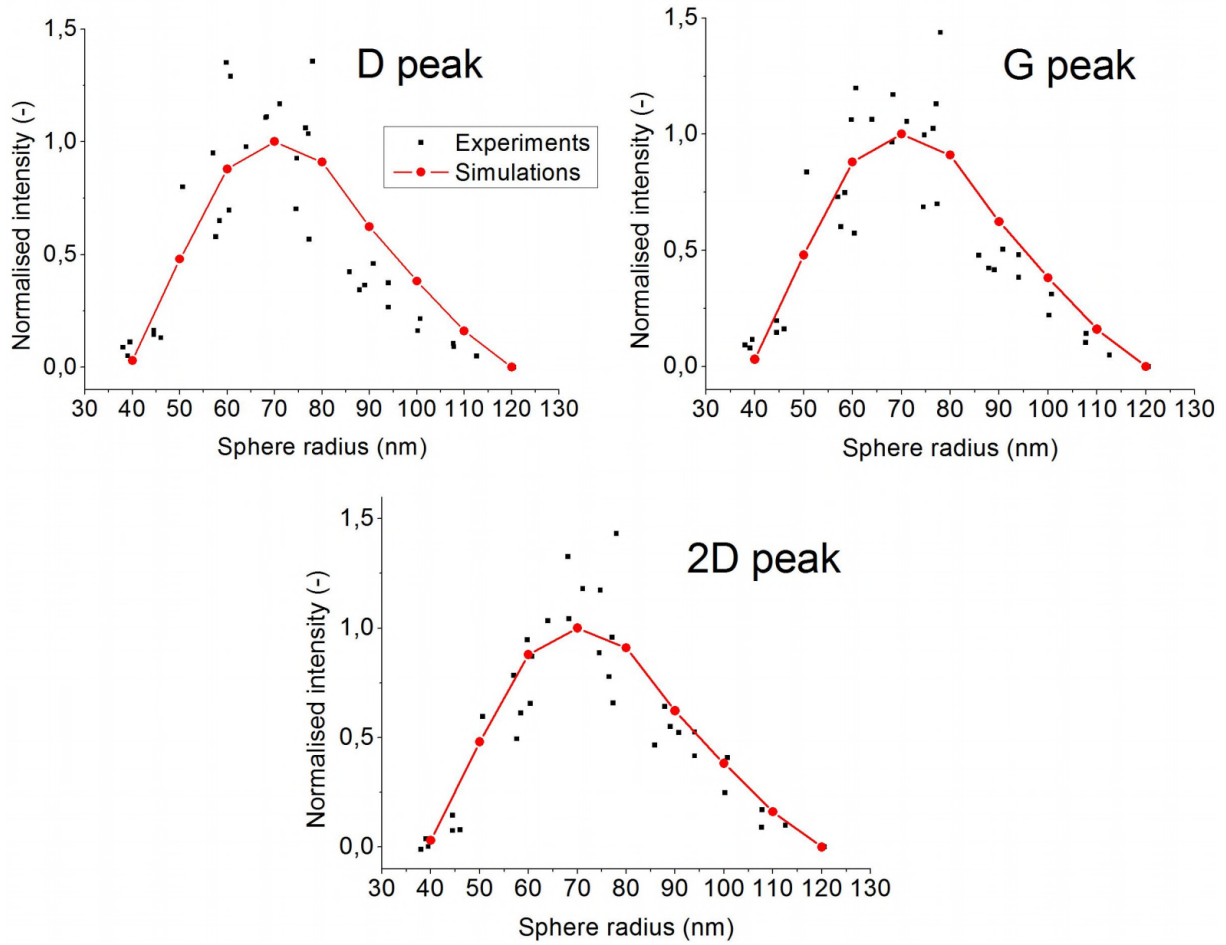 D peak
1,5
1,0
0,5
0,0
Normalised intensity (-)
Experiments
Simulations
30 40 50 60 70 80 90 100 110 120 130
Sphere radius (nm)
G peak
1,5
1,0
0,5
0,0
Normalised intensity (-)
30 40 50 60 70 80 90 100 110 120 130
Sphere radius (nm)
2D peak
1,5
1,0
0,5
0,0
Normalised intensity (-)
30 40 50 60 70 80 90 100 110 120 130
Sphere radius (nm)